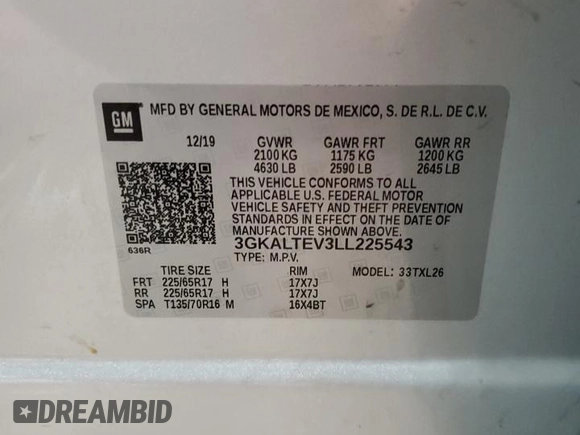 GM
MFD BY GENERAL MOTORS DE MEXICO, S. DE R.L. DE C.V.
12/19 GVWR GAWR FRT GAWR RR
2100 KG 1175 KG 1200 KG
4630 LB 2590 LB 2645 LB
THIS VEHICLE CONFORMS TO ALL
APPLICABLE U.S. FEDERAL MOTOR
VEHICLE SAFETY AND THEFT PREVENTION
STANDARDS IN EFFECT ON THE DATE OF
MANUFACTURE SHOWN ABOVE.
636R 3GKALTEV3LL225543
TYPE: M.P.V.
TIRE SIZE RIM MODEL: 33TXL26
FRT 225/65R17 H 17X7J
RR 225/65R17 H 17X7J
SPA T135/70R16 M 16X4BT
DREAMBID